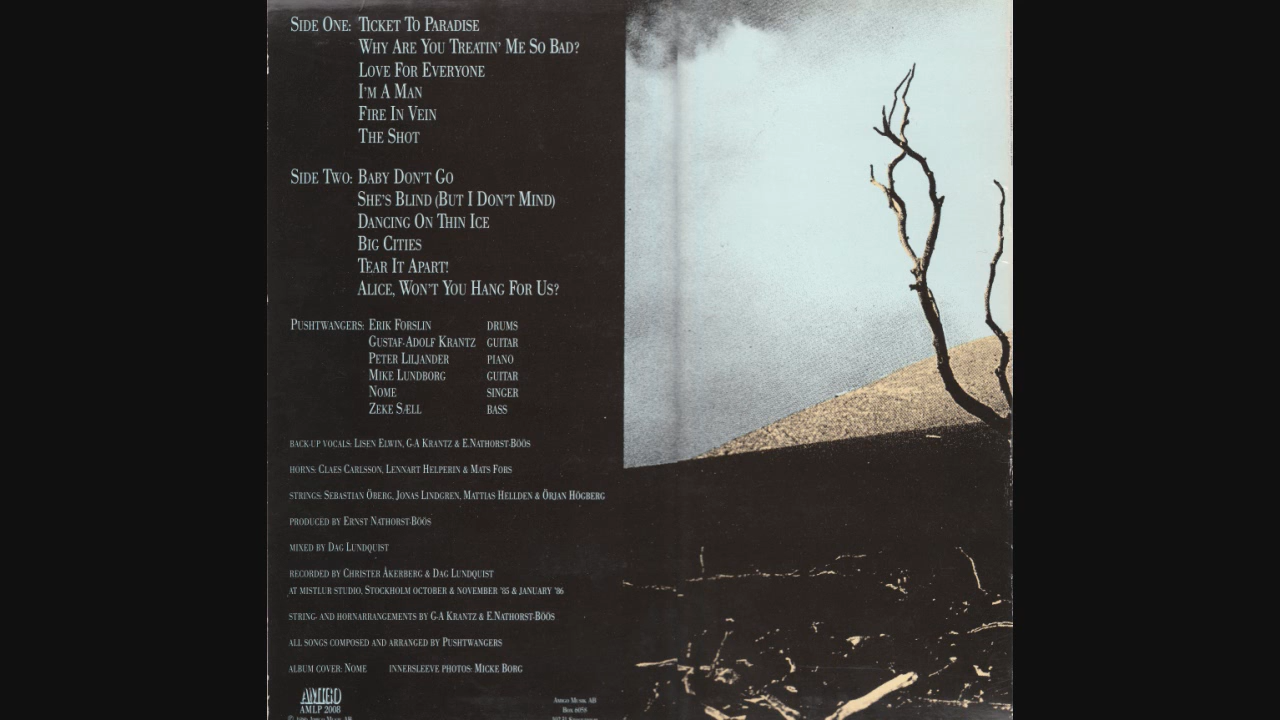 SIDE ONE: TICKET TO PARADISE
WHY ARE YOU TREATIN' ME SO BAD?
LOVE FOR EVERYONE
I'M A MAN
FIRE IN VEIN
THE SHOT
SIDE TWO: BABY DON'T GO
SHE'S BLIND (BUT I DON'T MIND)
DANCING ON THIN ICE
BIG CITIES
TEAR IT APART!
ALICE, WON'T YOU HANG FOR US?
PUSHTWANGERS: ERIK FORSLIN DRUMS
GUSTAF-ADOLF KRANTZ GUITAR
PETER LILJANDER PIANO
MIKE LUNDBORG GUITAR
NOME SINGER
ZEKE SÆLL BASS
BACK-UP VOCALS: LISEN ELWIN, G-A KRANTZ & E.NATHORST-BÖÖS
HORNS: CLAES CARLSSON, LENNART HELPERIN & MATS FORS
STRINGS: SEBASTIAN ÖBERG, JONAS LINDGREN, MATTIAS HELLDEN & ÖRJAN HÖGBERG
PRODUCED BY ERNST NATHORST-BÖÖS
MIXED BY DAG LUNDQUIST
RECORDED BY CHRISTER ÅKERBERG & DAG LUNDQUIST
AT MISTLUR STUDIO, STOCKHOLM OCTOBER & NOVEMBER '85 & JANUARY '86
STRING- AND HORNARRANGEMENTS BY G-A KRANTZ & E.NATHORST-BÖÖS
ALL SONGS COMPOSED AND ARRANGED BY PUSHTWANGERS
ALBUM COVER: NOME INNERSLEEVE PHOTOS: MICKE BORG
AMIGO
AMLP 2008
AMIGO MUSIK AB
BOX 6058